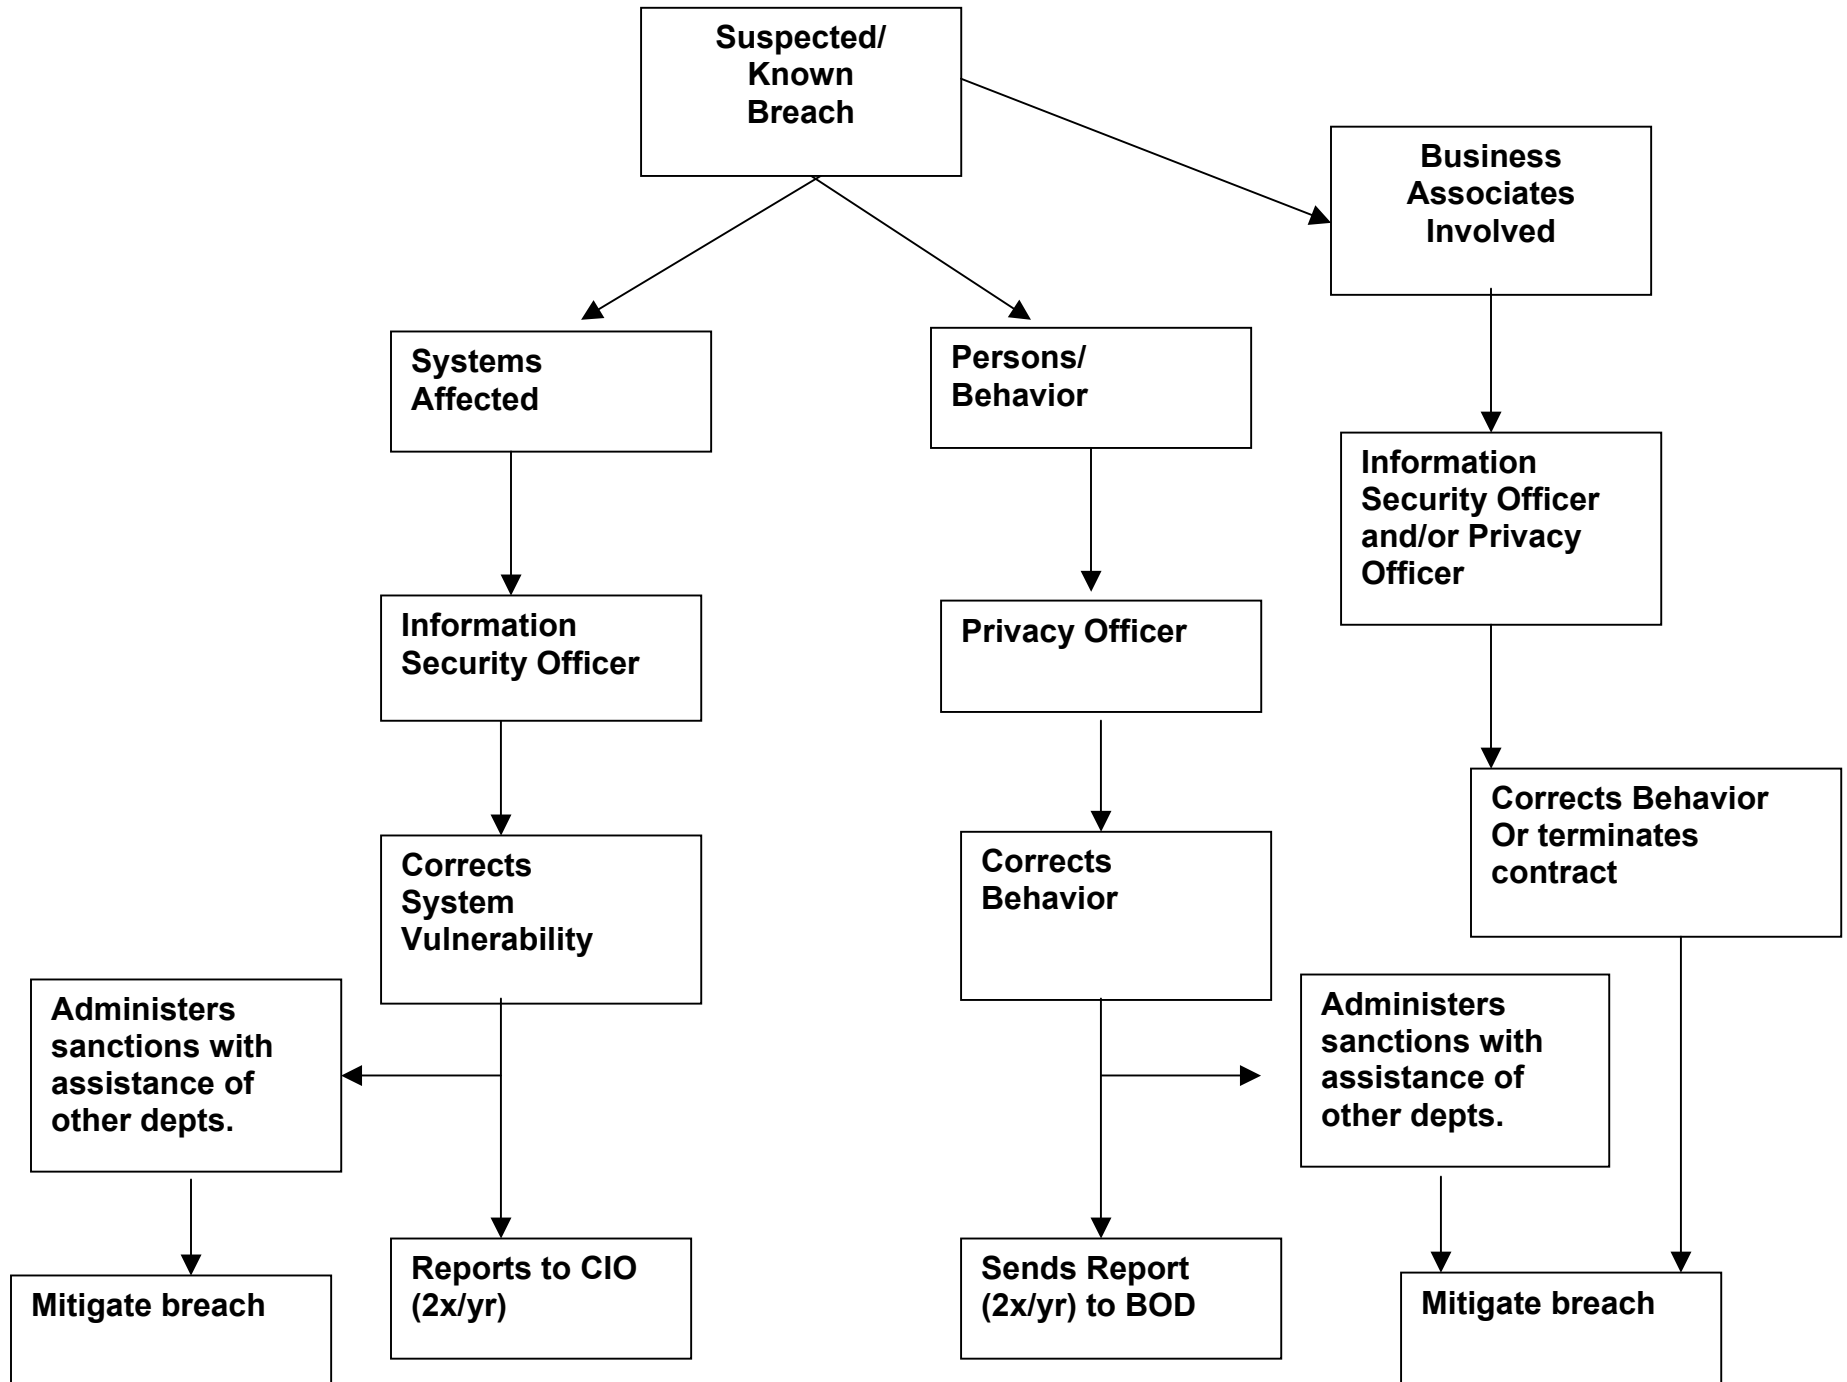 Suspected/
Known
Breach
Business
Associates
Involved
Systems
Affected
Persons/
Behavior
Information
Security Officer
and/or Privacy
Officer
Information
Security Officer
Privacy Officer
Corrects Behavior
Or terminates
contract
Corrects
System
Vulnerability
Corrects
Behavior
Administers
sanctions with
assistance of
other depts.
Administers
sanctions with
assistance of
other depts.
Mitigate breach
Reports to CIO
(2x/yr)
Sends Report
(2x/yr) to BOD
Mitigate breach